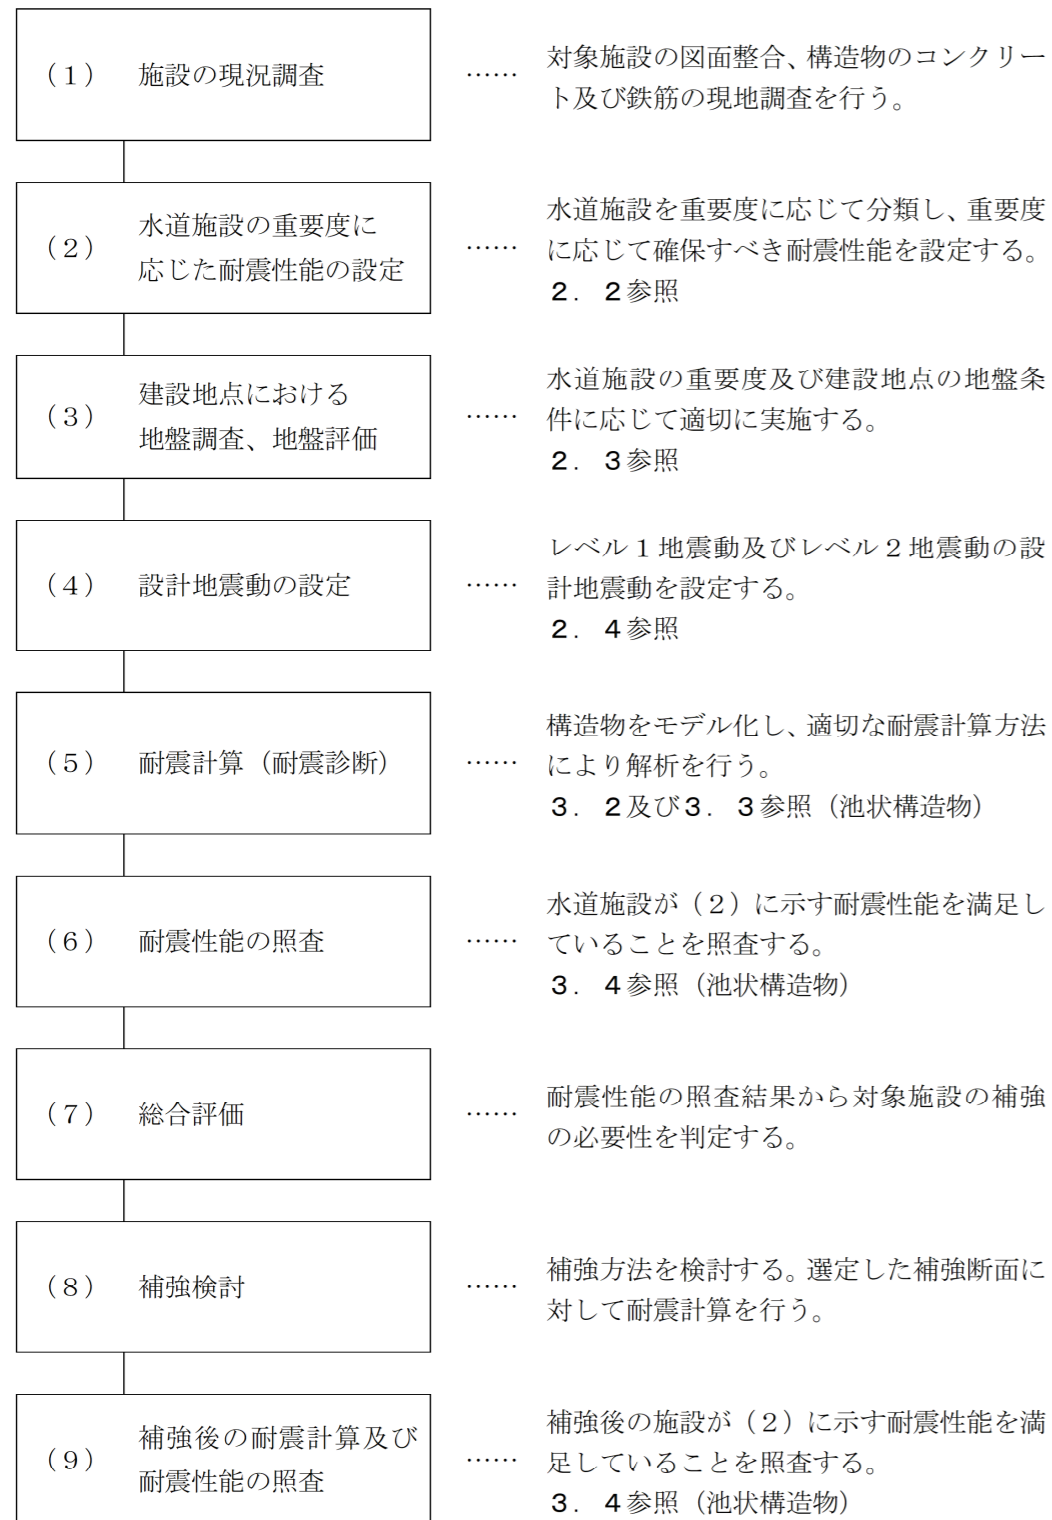 (1) 施設の現況調査 …… 対象施設の図面整合、構造物のコンクリー
ト及び鉄筋の現地調査を行う。
(2) 水道施設の重要度に
応じた耐震性能の設定 …… 水道施設を重要度に応じて分類し、重要度
に応じて確保すべき耐震性能を設定する。
2．2参照
(3) 建設地点における
地盤調査、地盤評価 …… 水道施設の重要度及び建設地点の地盤条
件に応じて適切に実施する。
2．3参照
(4) 設計地震動の設定 …… レベル1地震動及びレベル2地震動の設
計地震動を設定する。
2．4参照
(5) 耐震計算（耐震診断） …… 構造物をモデル化し、適切な耐震計算方法
により解析を行う。
3．2及び3．3参照（池状構造物）
(6) 耐震性能の照査 …… 水道施設が（2）に示す耐震性能を満足し
ていることを照査する。
3．4参照（池状構造物）
(7) 総合評価 …… 耐震性能の照査結果から対象施設の補強
の必要性を判定する。
(8) 補強検討 …… 補強方法を検討する。選定した補強断面に
対して耐震計算を行う。
(9) 補強後の耐震計算及び
耐震性能の照査 …… 補強後の施設が（2）に示す耐震性能を満
足していることを照査する。
3．4参照（池状構造物）